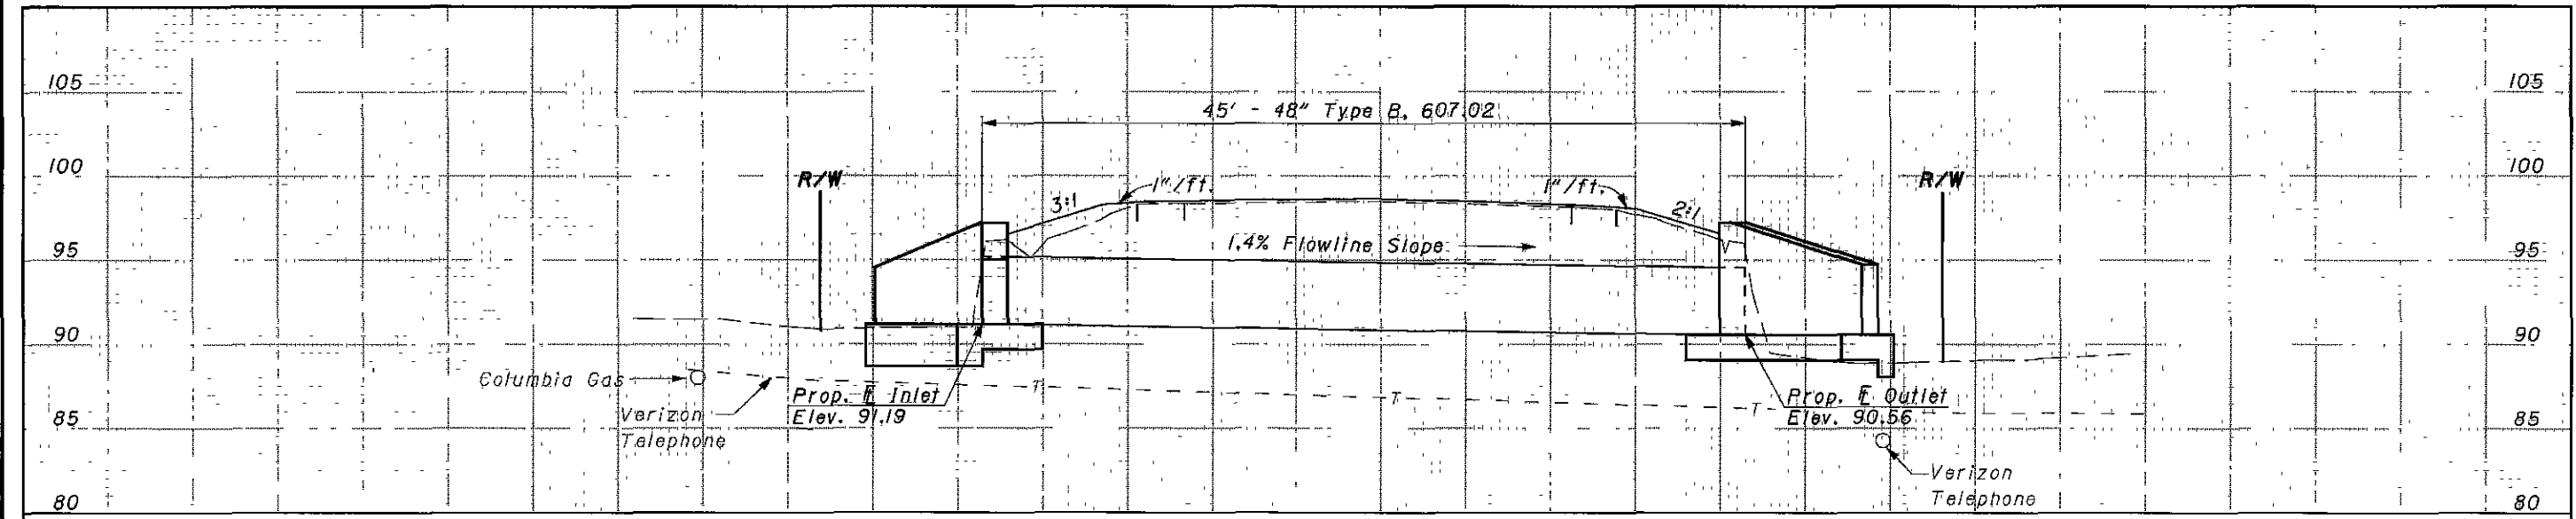 105
105
45' - 48" Type B, 607.02
100
100
R/W
R/W
1"/ft.
1"/ft.
3:1
2:1
1.4% Flowline Slope
95
95
90
90
Columbia Gas
Verizon
Telephone
Prop. ℄ Inlet
Elev. 91.19
T
T
T
Prop. ℄ Outlet
Elev. 90.56
85
85
Verizon
Telephone
80
80